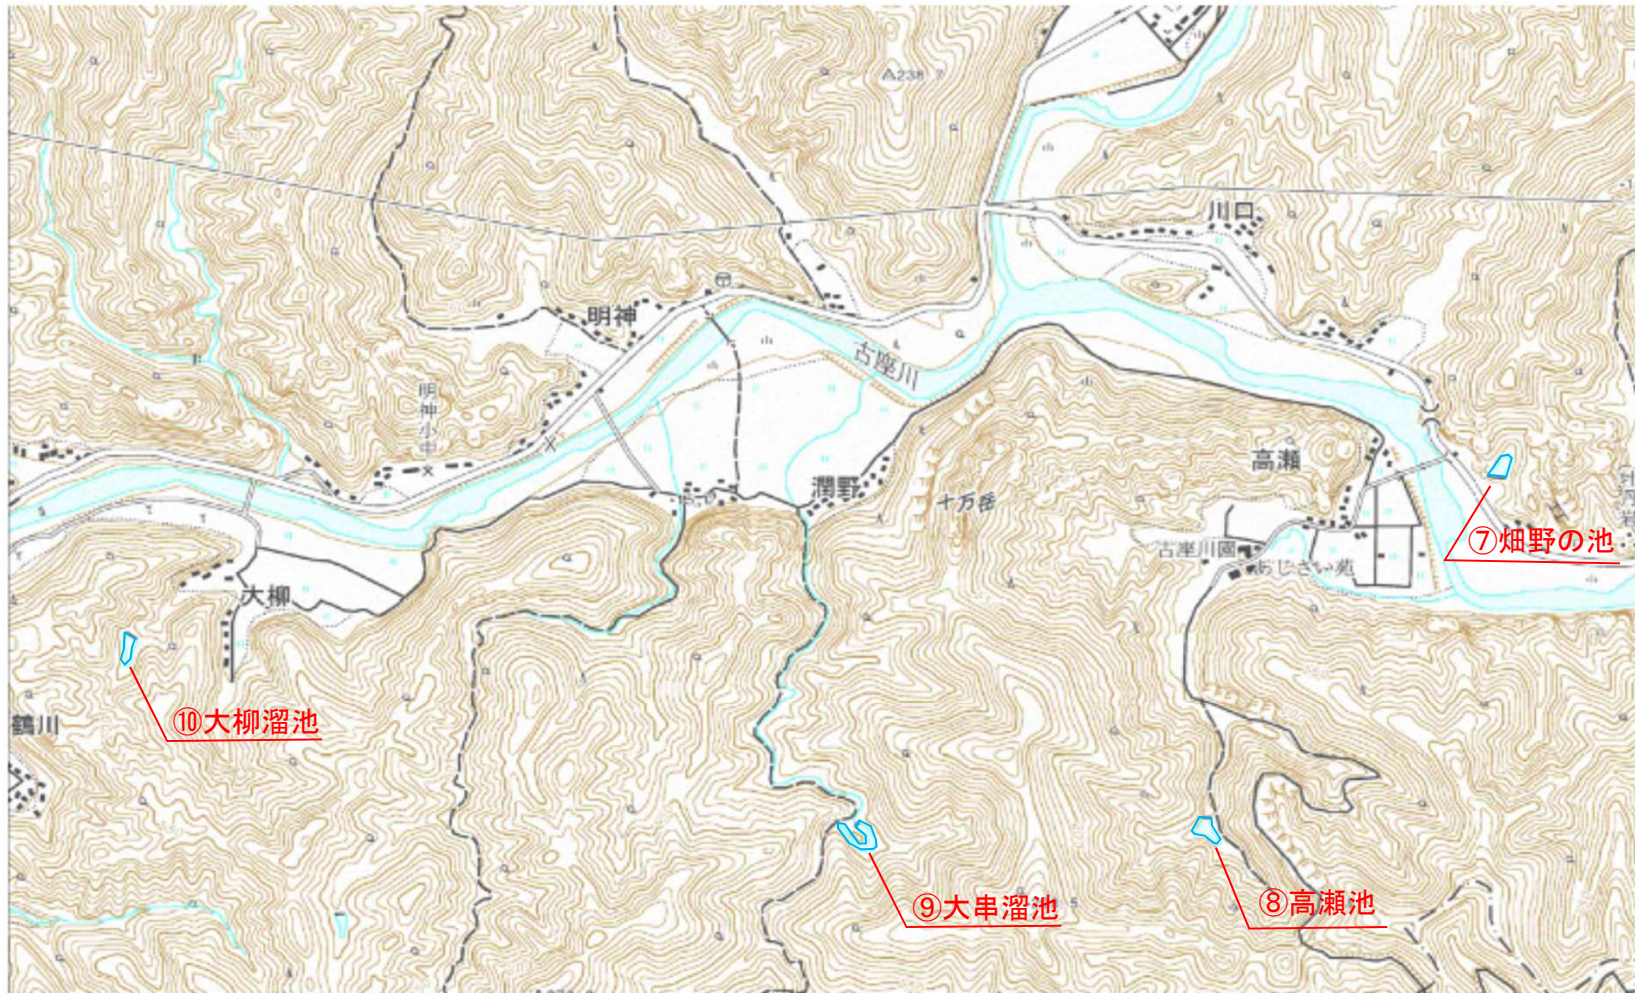 238
川口
明神
古座川
明神小中
高瀬
潤野
十万岳
⑦畑野の池
古座川園
あじさい苑
大柳
⑩大柳溜池
鶴川
⑧高瀬池
⑨大串溜池